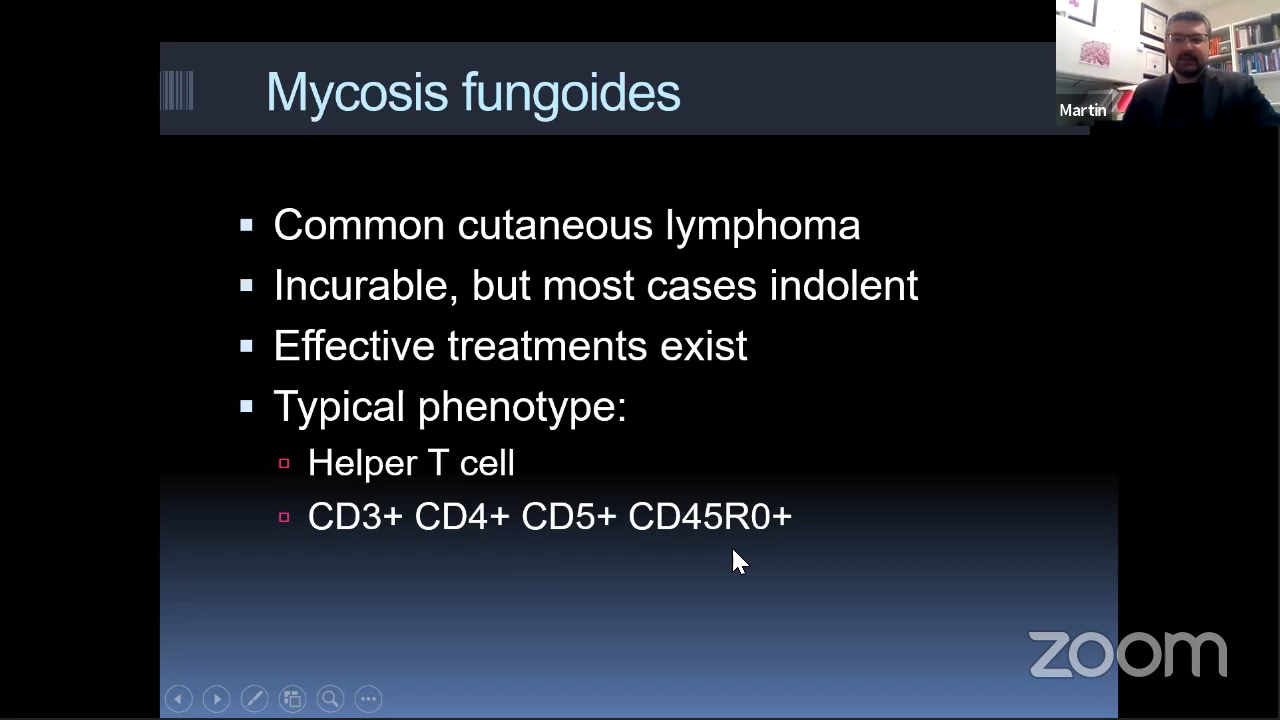 Mycosis fungoides
Martin
Common cutaneous lymphoma
Incurable, but most cases indolent
Effective treatments exist
Typical phenotype:
Helper T cell
CD3+ CD4+ CD5+ CD45R0+
zoom